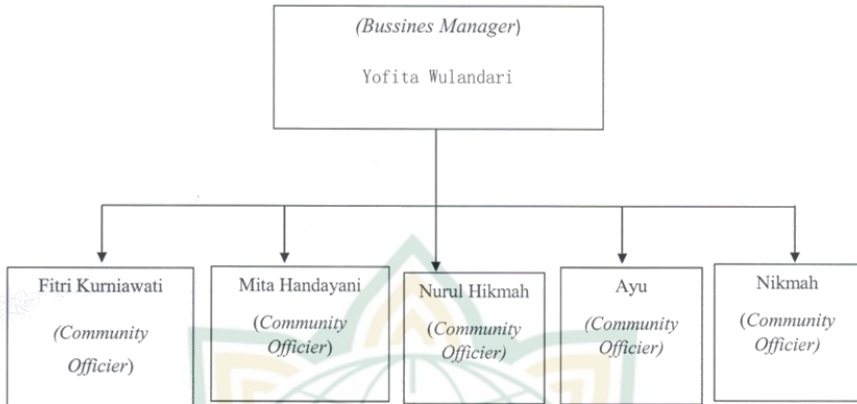 (Bussines Manager)
Yofita Wulandari
Fitri Kurniawati
(Community
Officier)
Mita Handayani
(Community
Officier)
Nurul Hikmah
(Community
Officier)
Ayu
(Community
Officier)
Nikmah
(Community
Officier)